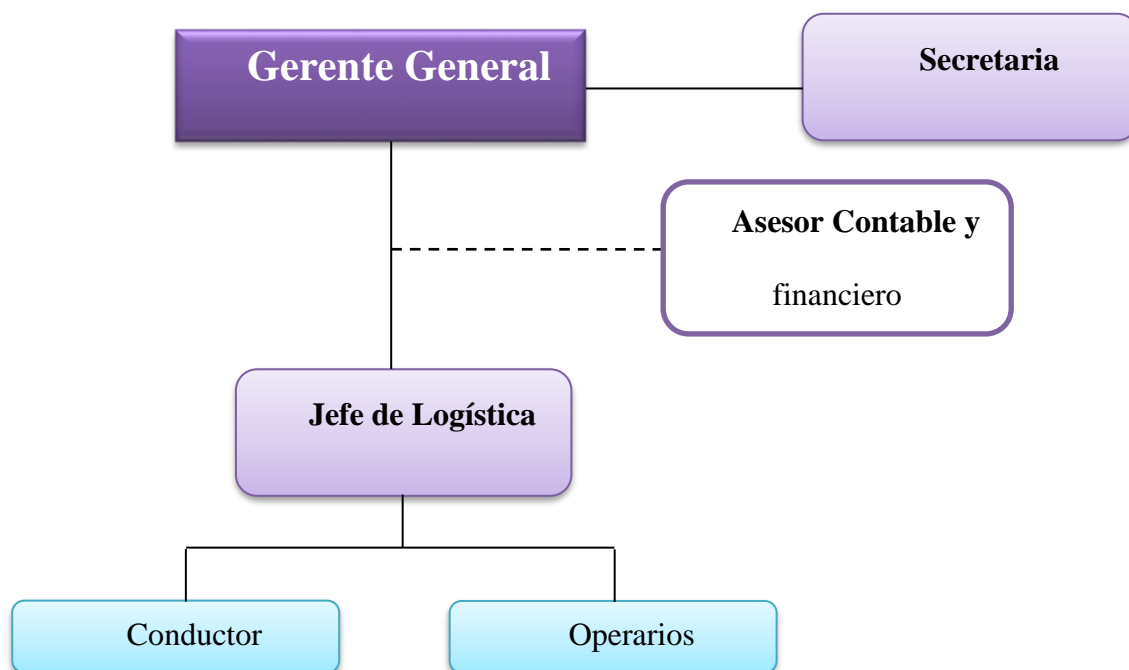 Gerente General
Secretaria
Asesor Contable y
financiero
Jefe de Logística
Conductor
Operarios